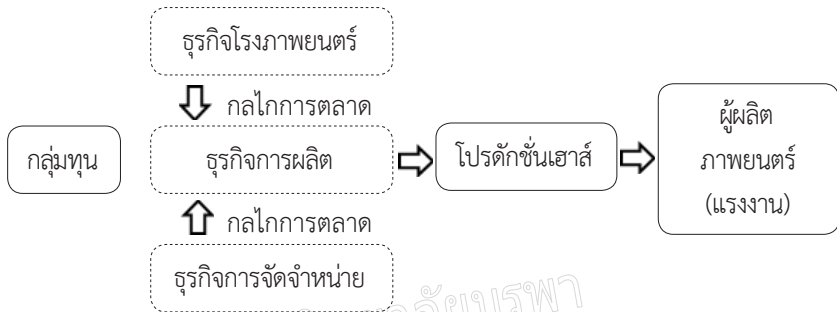 ธุรกิจโรงภาพยนตร์
กลไกการตลาด
กลุ่มทุน
ธุรกิจการผลิต
โปรดักชั่นเฮาส์
ผู้ผลิต
ภาพยนตร์
(แรงงาน)
กลไกการตลาด
ธุรกิจการจัดจำหน่าย